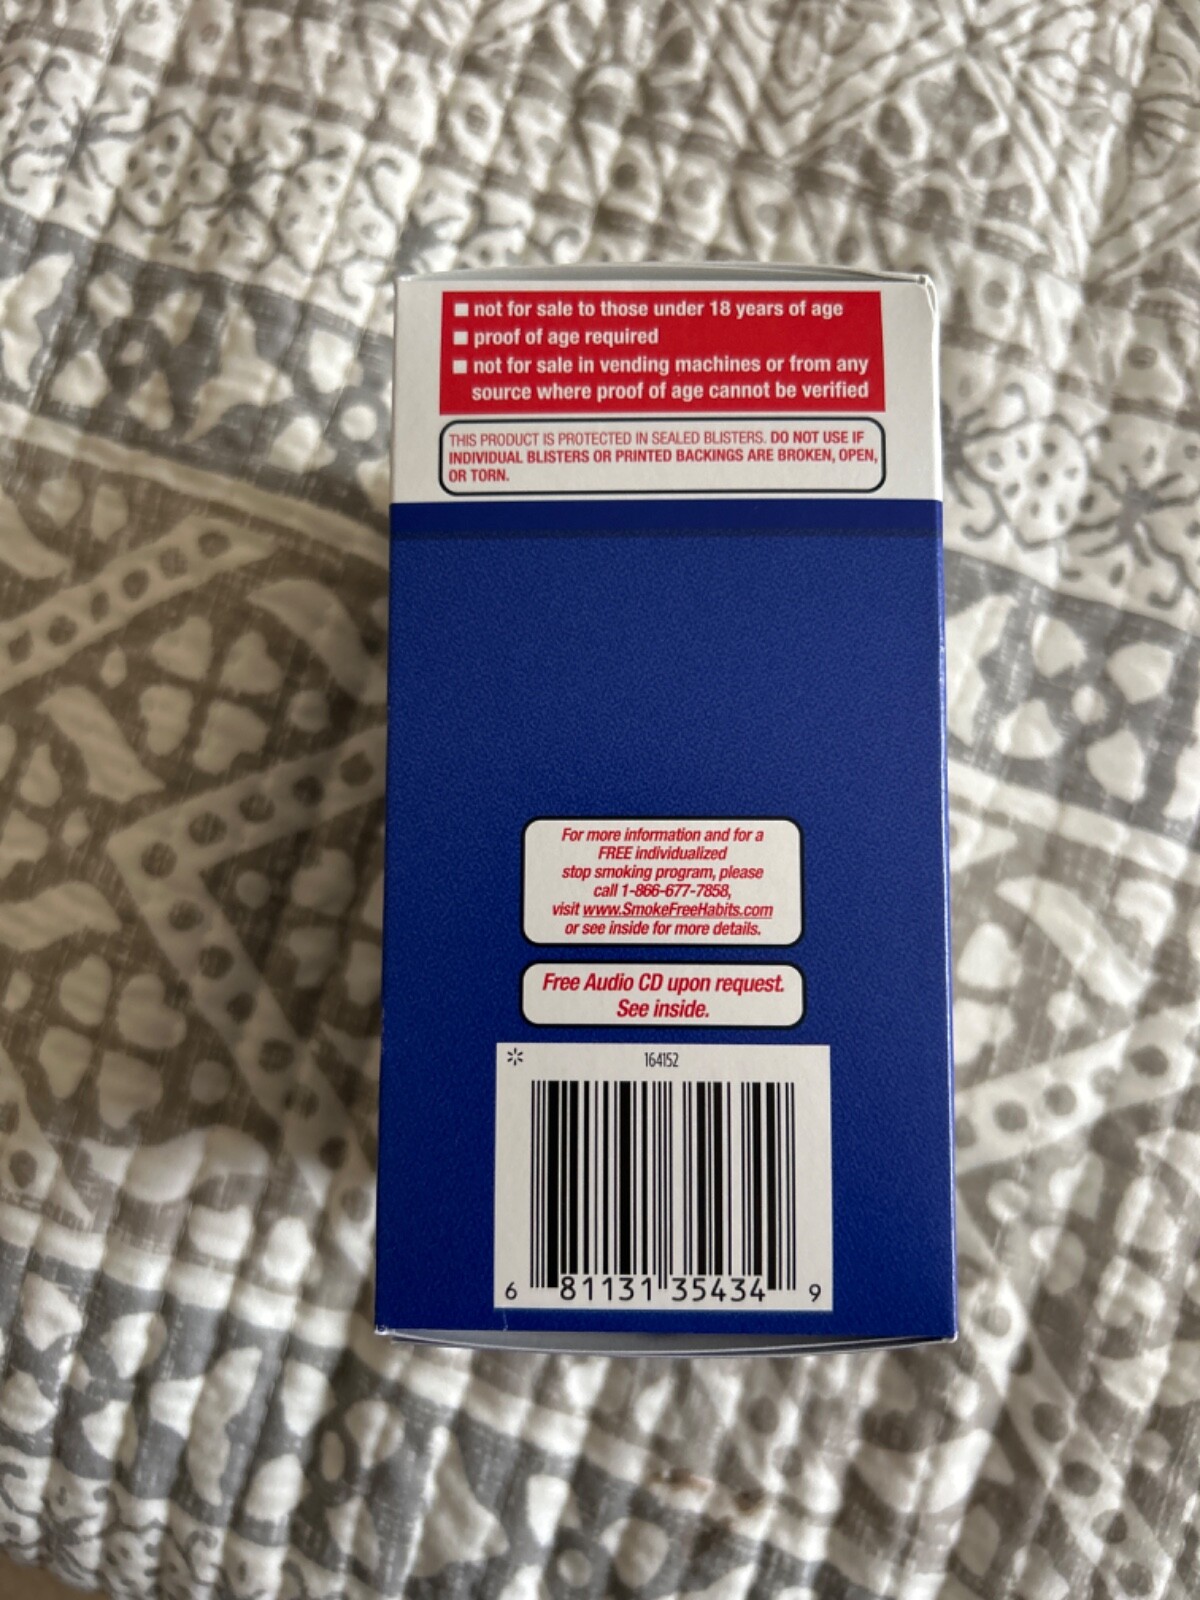 ■ not for sale to those under 18 years of age
■ proof of age required
■ not for sale in vending machines or from any
source where proof of age cannot be verified
THIS PRODUCT IS PROTECTED IN SEALED BLISTERS. DO NOT USE IF
INDIVIDUAL BLISTERS OR PRINTED BACKINGS ARE BROKEN, OPEN,
OR TORN.
For more information and for a
FREE individualized
stop smoking program, please
call 1-866-677-7858,
visit www.SmokeFreeHabits.com
or see inside for more details.
Free Audio CD upon request.
See inside.
164152
6 81131 35434 9